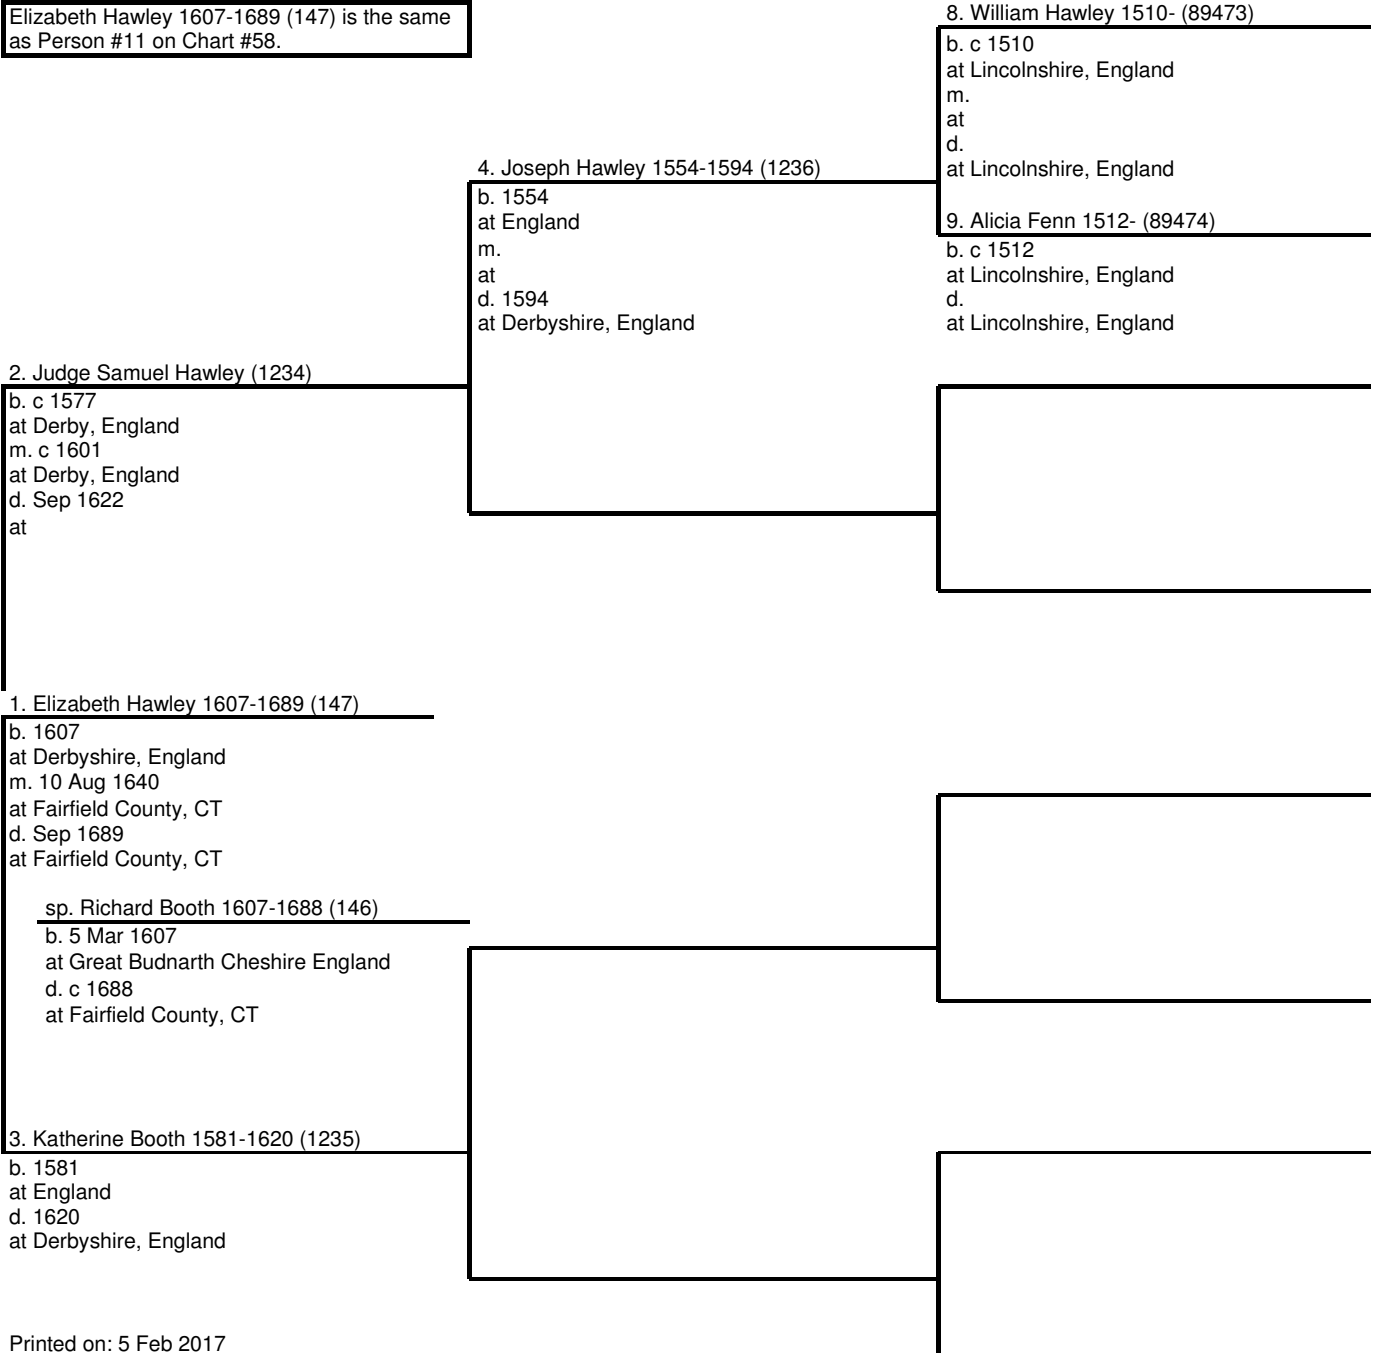 Elizabeth Hawley 1607-1689 (147) is the same
as Person #11 on Chart #58.
8. William Hawley 1510- (89473)
b. c 1510
at Lincolnshire, England
m.
at
d.
at Lincolnshire, England
4. Joseph Hawley 1554-1594 (1236)
b. 1554
at England
m.
at
d. 1594
at Derbyshire, England
9. Alicia Fenn 1512- (89474)
b. c 1512
at Lincolnshire, England
d.
at Lincolnshire, England
2. Judge Samuel Hawley (1234)
b. c 1577
at Derby, England
m. c 1601
at Derby, England
d. Sep 1622
at
1. Elizabeth Hawley 1607-1689 (147)
b. 1607
at Derbyshire, England
m. 10 Aug 1640
at Fairfield County, CT
d. Sep 1689
at Fairfield County, CT
sp. Richard Booth 1607-1688 (146)
b. 5 Mar 1607
at Great Budnarth Cheshire England
d. c 1688
at Fairfield County, CT
3. Katherine Booth 1581-1620 (1235)
b. 1581
at England
d. 1620
at Derbyshire, England
Printed on: 5 Feb 2017